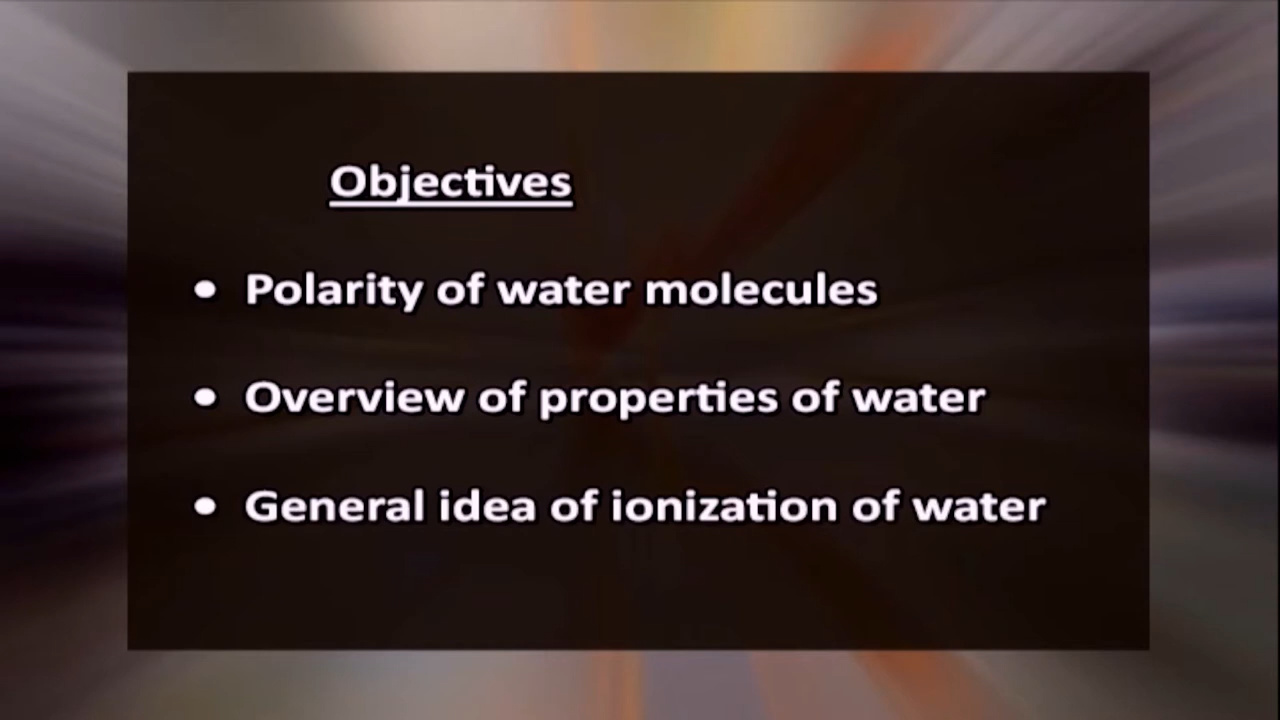 Objectives
• Polarity of water molecules
• Overview of properties of water
• General idea of ionization of water